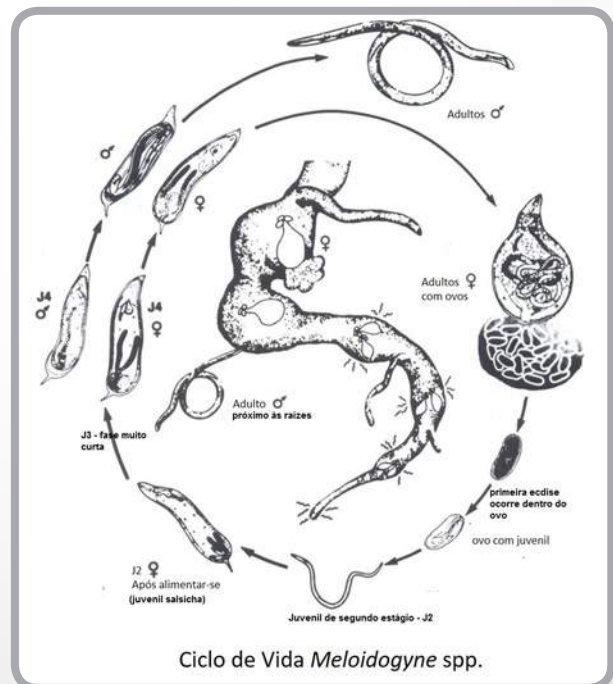 Adultos ♂
♂
♀
J4
♂
J4
♀
♀
Adultos ♀
com ovos
Adulto ♂
próximo às raízes
J3 - fase muito
curta
primeira ecdise
ocorre dentro do
ovo
ovo com juvenil
J2 ♀
Após alimentar-se
(juvenil salsicha)
Juvenil de segundo estágio - J2
Ciclo de Vida Meloidogyne spp.